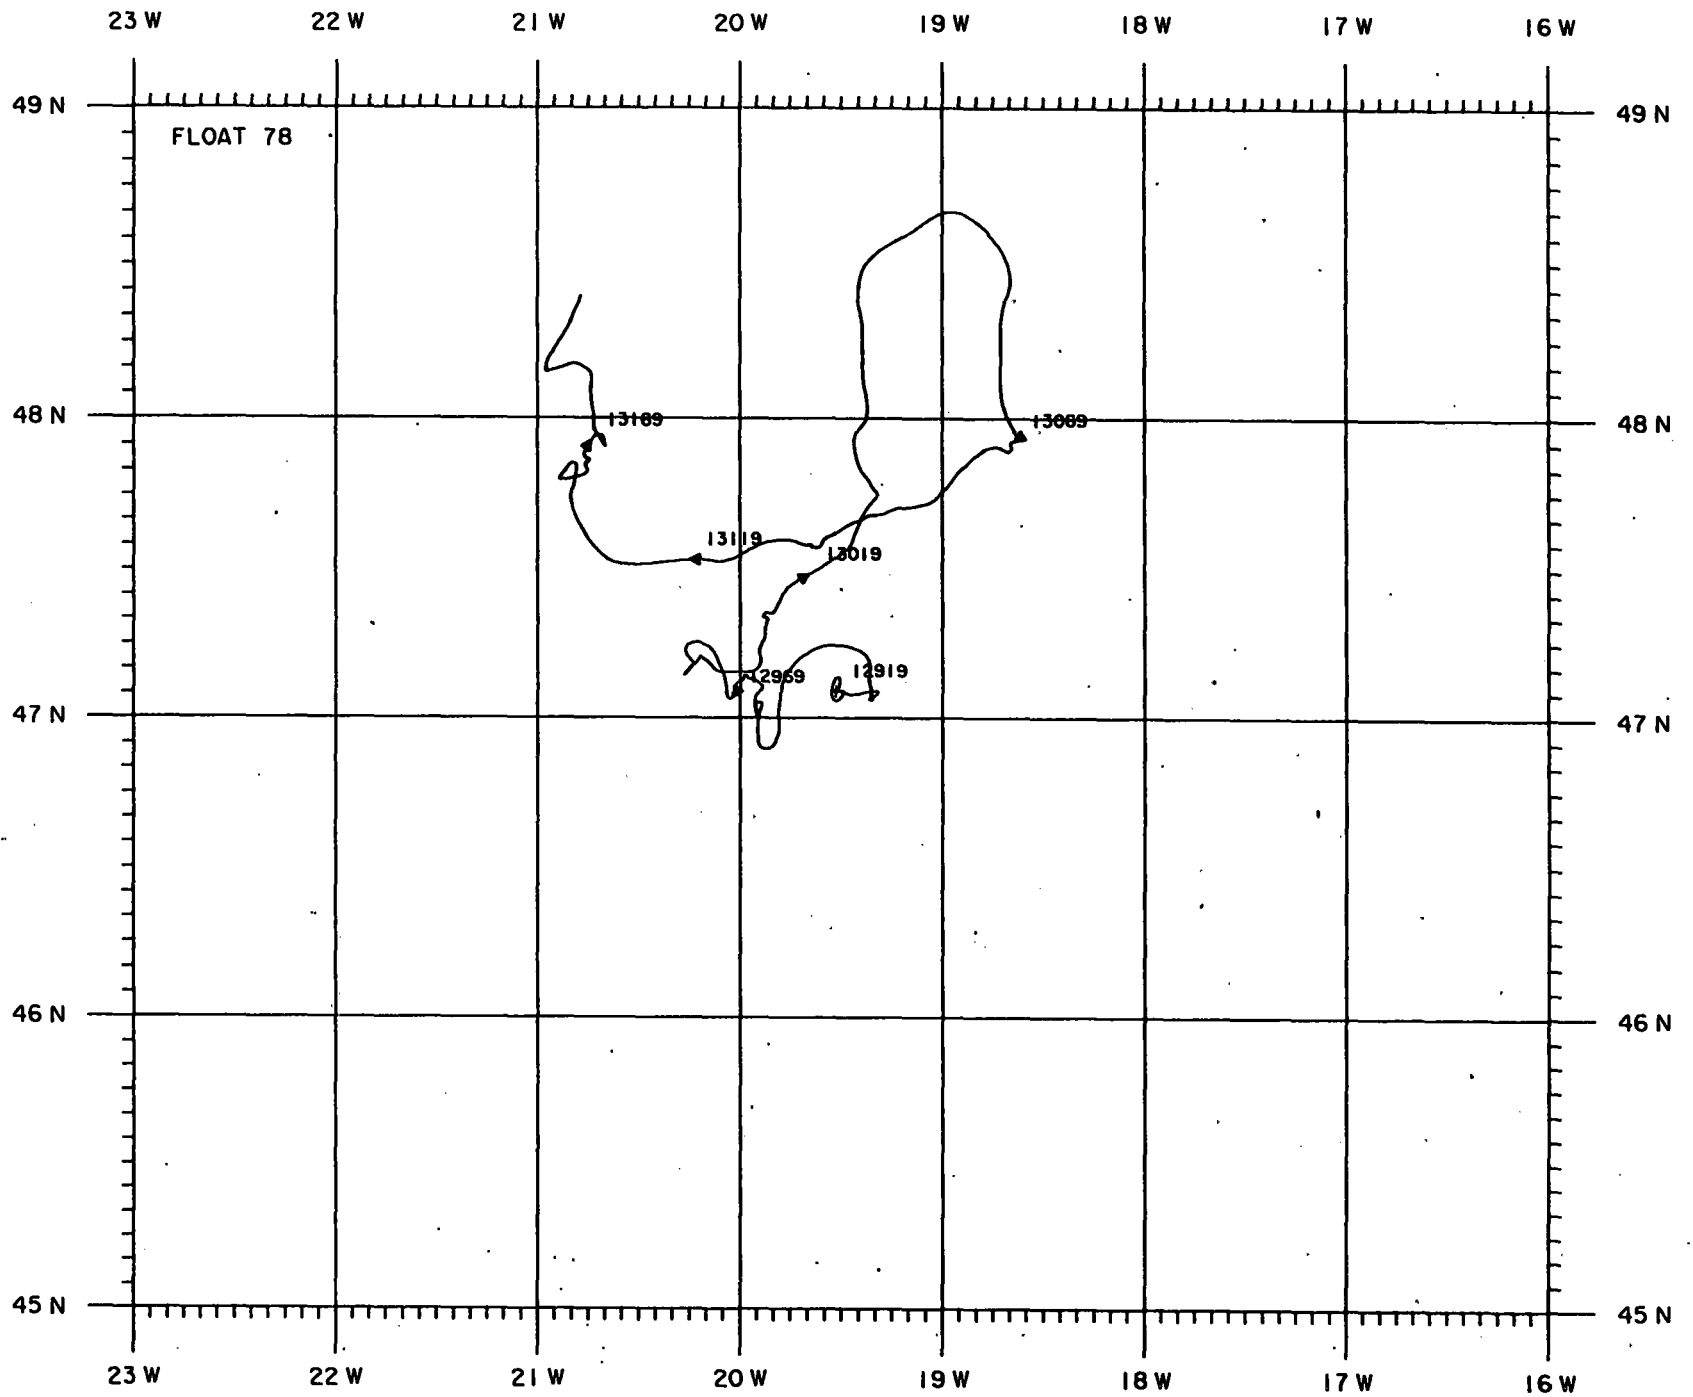 23 W 22 W 21 W 20 W 19 W 18 W 17 W 16 W
49 N 49 N
FLOAT 78
48 N 13169 13069 48 N
13119
13019
12969 12919
47 N 47 N
46 N 46 N
45 N 45 N
23 W 22 W 21 W 20 W 19 W 18 W 17 W 16 W